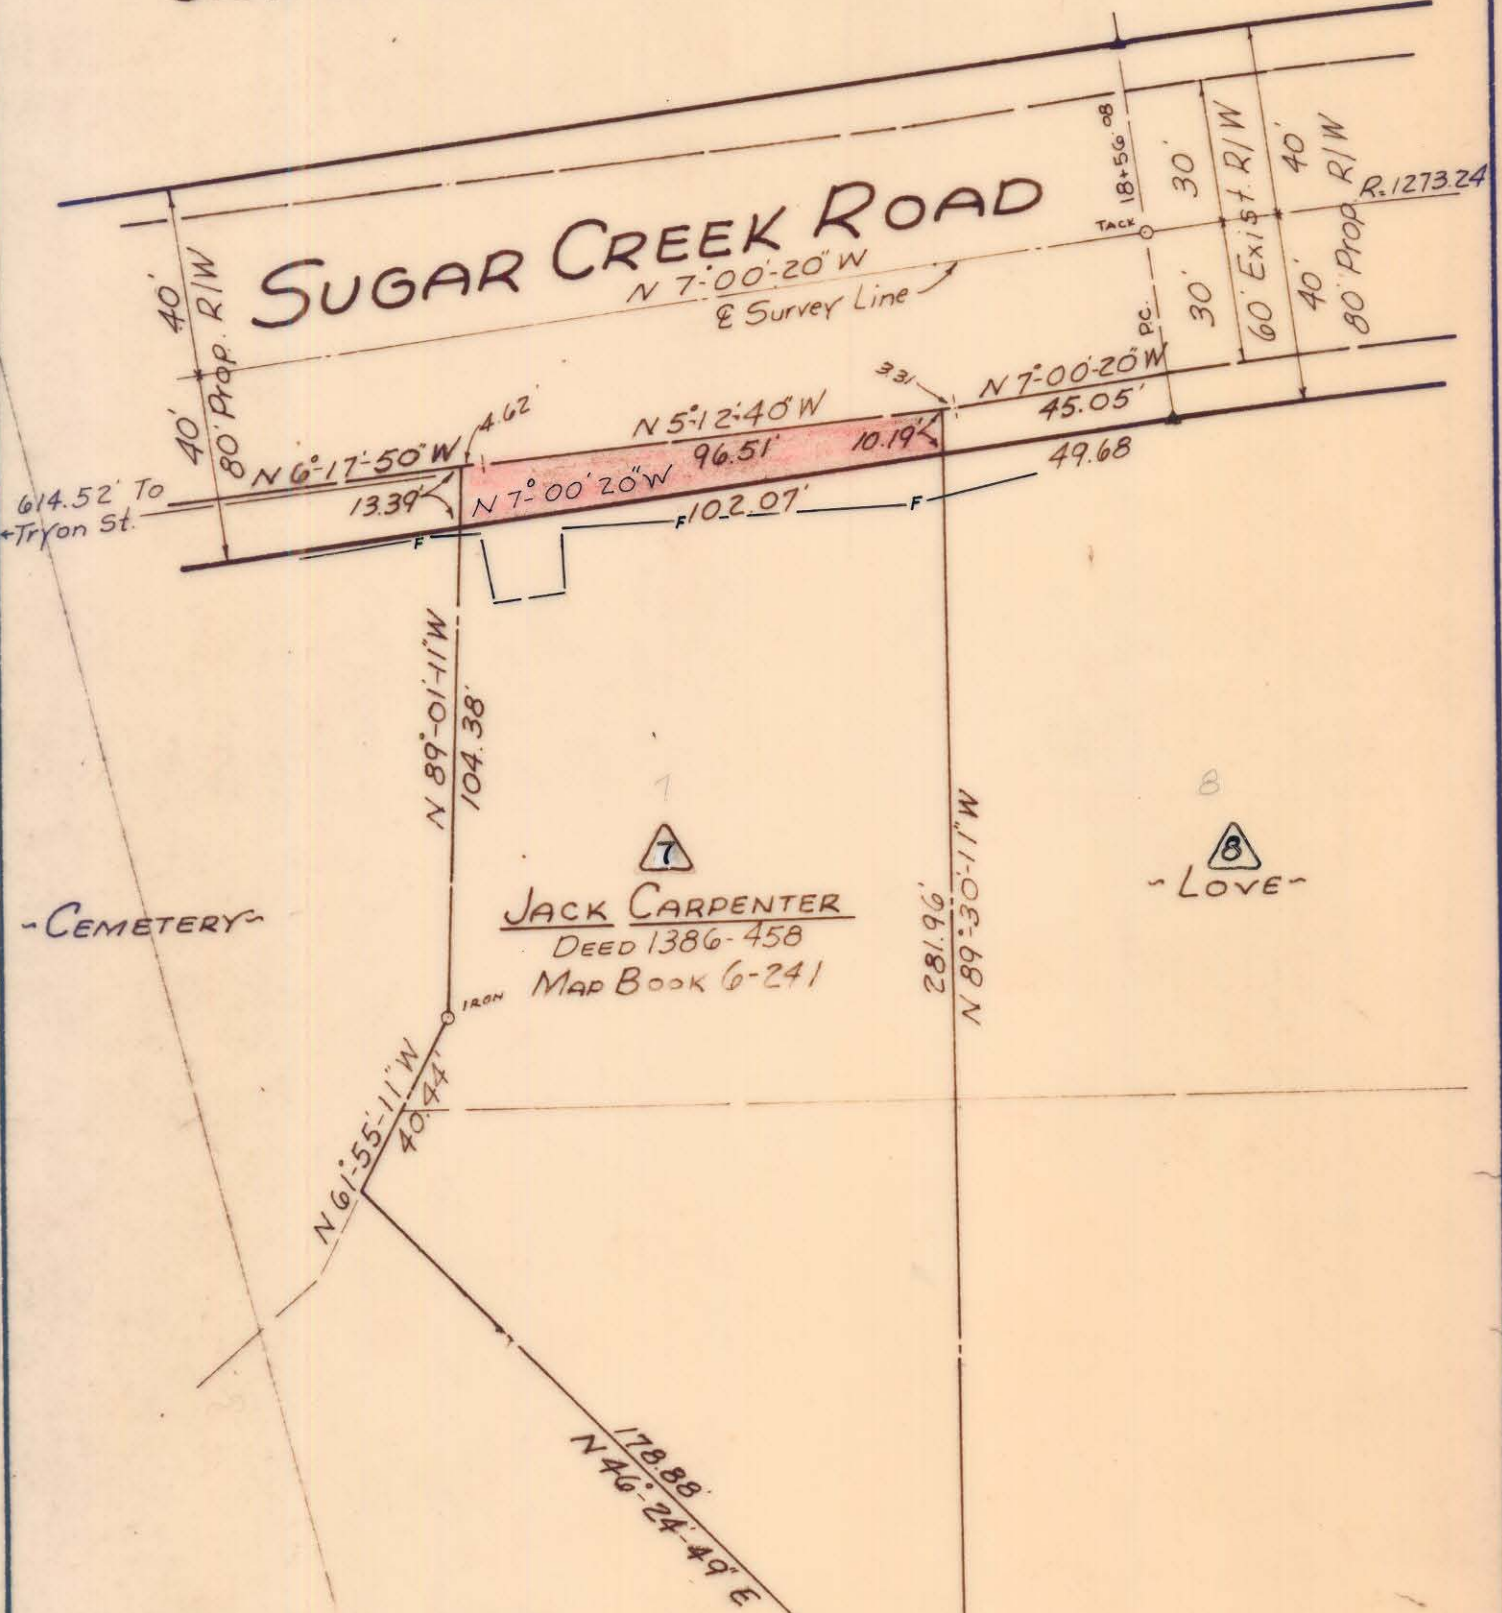 18+56.08
30'
60' Exist. R/W
40'
80' Prop. R/W
R=1273.24
TACK
SUGAR CREEK ROAD
N 7°-00'-20" W
℄ Survey Line
40'
80' Prop. R/W
40'
P.C.
30'
40'
3.31
N 7°-00'-20" W
45.05'
49.68
4.62'
N 5°-12'-40" W
96.51'
10.19'
N 6°-17'-50" W
13.39'
N 7°00'20" W
102.07'
614.52' To
←Tryon St.
F
F
F
N 89°-01'-11" W
104.38'
7
8
7
8
~LOVE~
JACK CARPENTER
DEED 1386-458
MAP BOOK 6-241
~CEMETERY~
281.96'
N 89°-30'-11" W
IRON
N 61°-55'-11" W
40.44'
178.88'
N 46°-24'-49" E